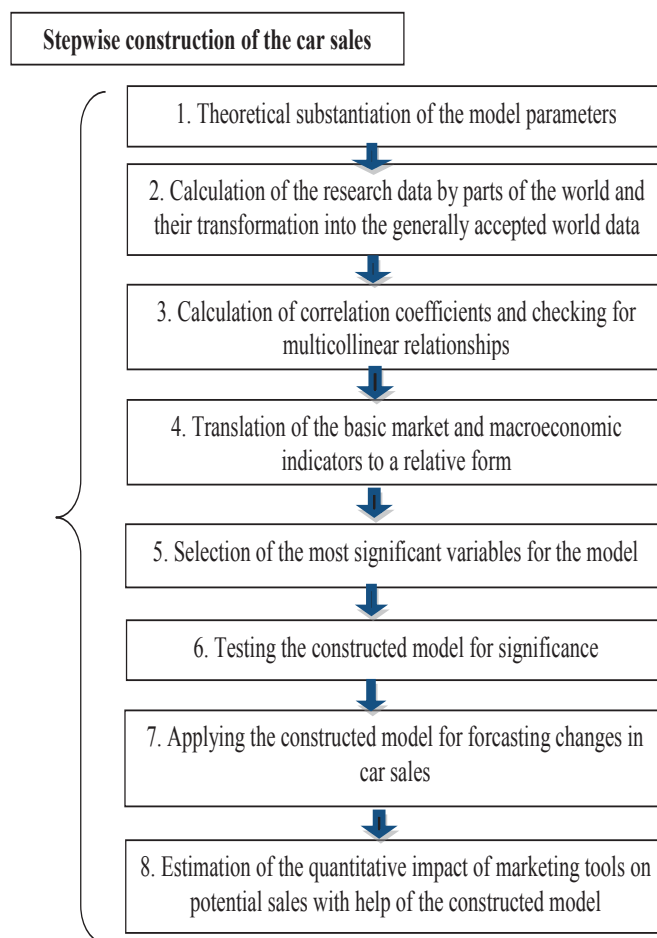 Stepwise construction of the car sales
1. Theoretical substantiation of the model parameters
2. Calculation of the research data by parts of the world and
their transformation into the generally accepted world data
3. Calculation of correlation coefficients and checking for
multicollinear relationships
4. Translation of the basic market and macroeconomic
indicators to a relative form
5. Selection of the most significant variables for the model
6. Testing the constructed model for significance
7. Applying the constructed model for forcasting changes in
car sales
8. Estimation of the quantitative impact of marketing tools on
potential sales with help of the constructed model